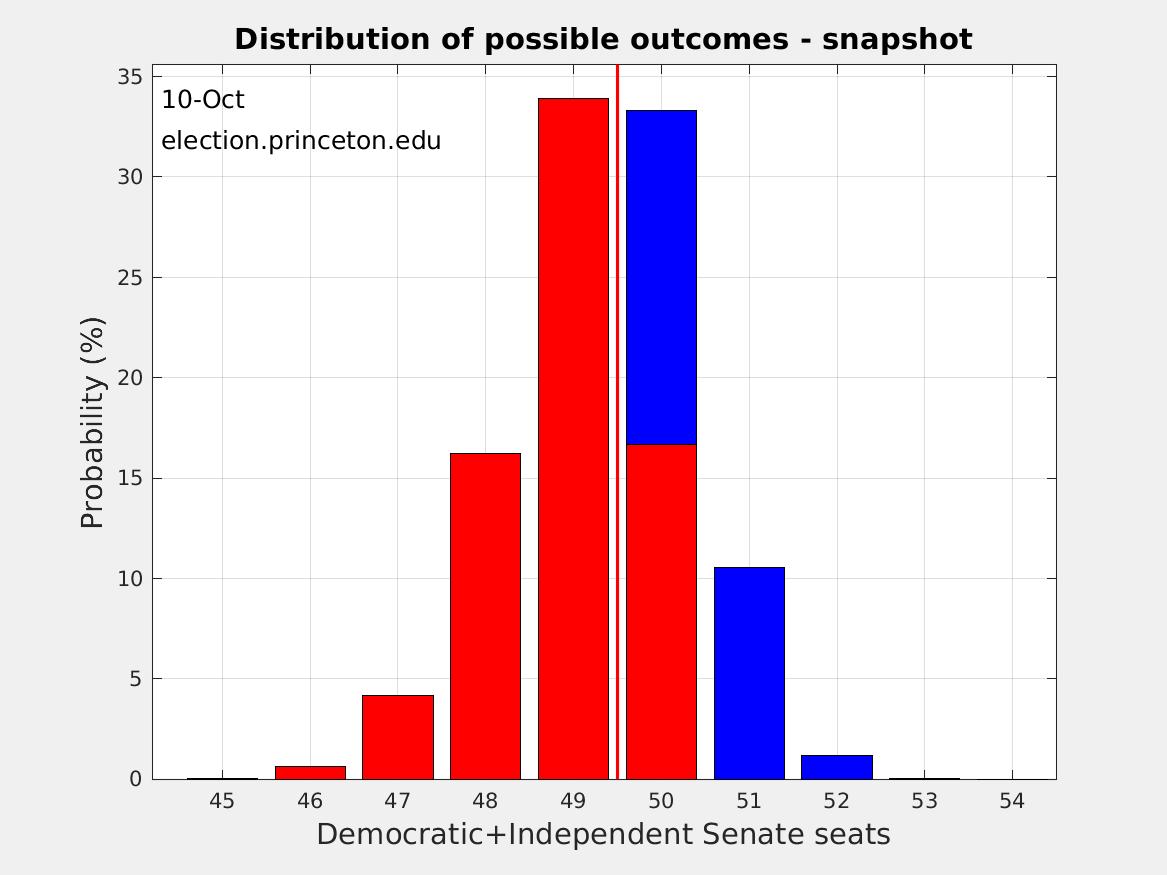 Distribution of possible outcomes - snapshot
10-Oct
election.princeton.edu
35
30
25
20
15
10
5
0
Probability (%)
45 46 47 48 49 50 51 52 53 54
Democratic+Independent Senate seats